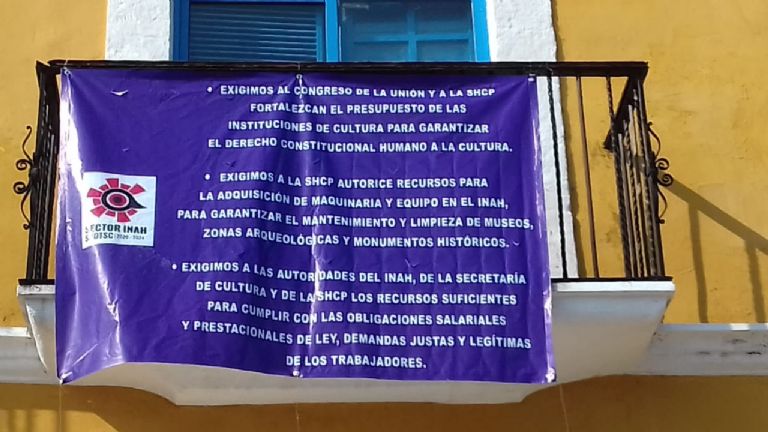 • EXIGIMOS AL CONGRESO DE LA UNIÓN Y A LA SHCP
FORTALEZCAN EL PRESUPUESTO DE LAS
INSTITUCIONES DE CULTURA PARA GARANTIZAR
EL DERECHO CONSTITUCIONAL HUMANO A LA CULTURA.
• EXIGIMOS A LA SHCP AUTORICE RECURSOS PARA
LA ADQUISICIÓN DE MAQUINARIA Y EQUIPO EN EL INAH,
PARA GARANTIZAR EL MANTENIMIENTO Y LIMPIEZA DE MUSEOS,
ZONAS ARQUEOLÓGICAS Y MONUMENTOS HISTÓRICOS.
• EXIGIMOS A LAS AUTORIDADES DEL INAH, DE LA SECRETARÍA
DE CULTURA Y DE LA SHCP LOS RECURSOS SUFICIENTES
PARA CUMPLIR CON LAS OBLIGACIONES SALARIALES
Y PRESTACIONALES DE LEY, DEMANDAS JUSTAS Y LEGÍTIMAS
DE LOS TRABAJADORES.
SECTOR INAH